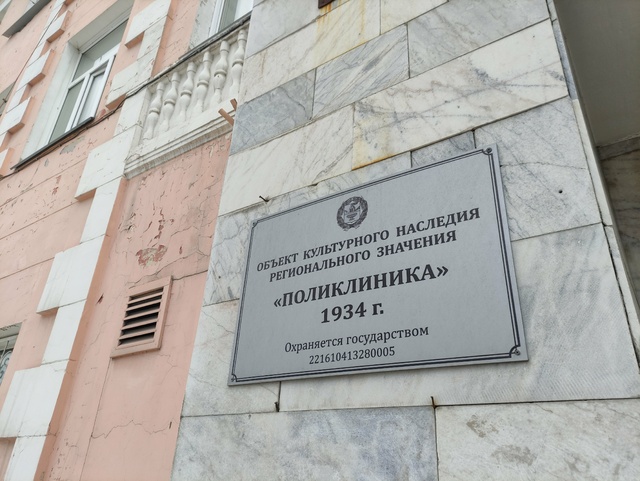 ОБЪЕКТ КУЛЬТУРНОГО НАСЛЕДИЯ
РЕГИОНАЛЬНОГО ЗНАЧЕНИЯ
«ПОЛИКЛИНИКА»
1934 г.
Охраняется государством
221610413280005